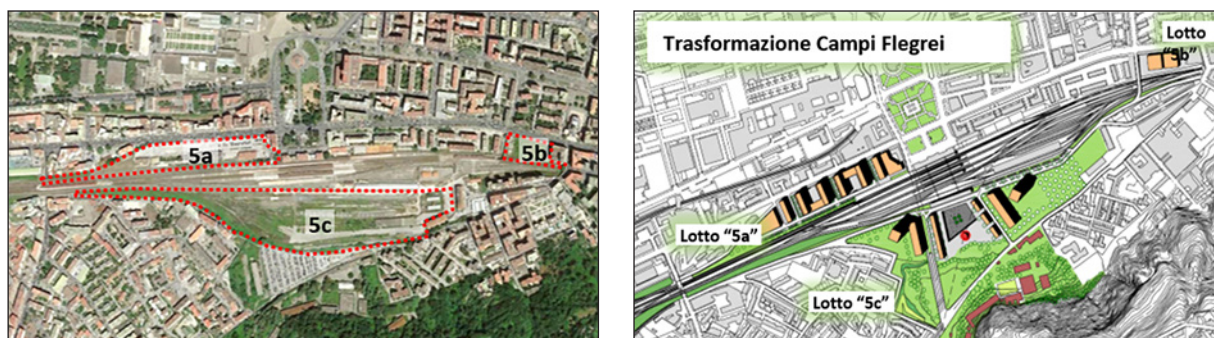 5a
5b
5c
Trasformazione Campi Flegrei
Lotto
"5b"
Lotto "5a"
Lotto "5c"